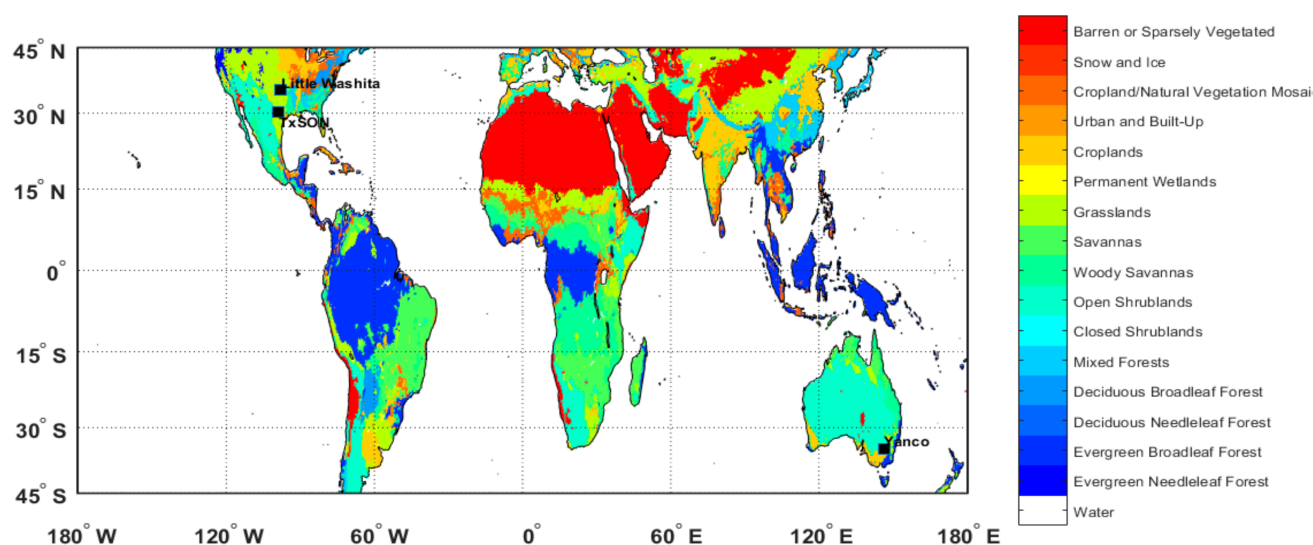 45° N
30° N
15° N
0°
15° S
30° S
45° S
180° W
120° W
60° W
0°
60° E
120° E
180° E
Little Washita
TxSON
Yanco
Barren or Sparsely Vegetated
Snow and Ice
Cropland/Natural Vegetation Mosai
Urban and Built-Up
Croplands
Permanent Wetlands
Grasslands
Savannas
Woody Savannas
Open Shrublands
Closed Shrublands
Mixed Forests
Deciduous Broadleaf Forest
Deciduous Needleleaf Forest
Evergreen Broadleaf Forest
Evergreen Needleleaf Forest
Water